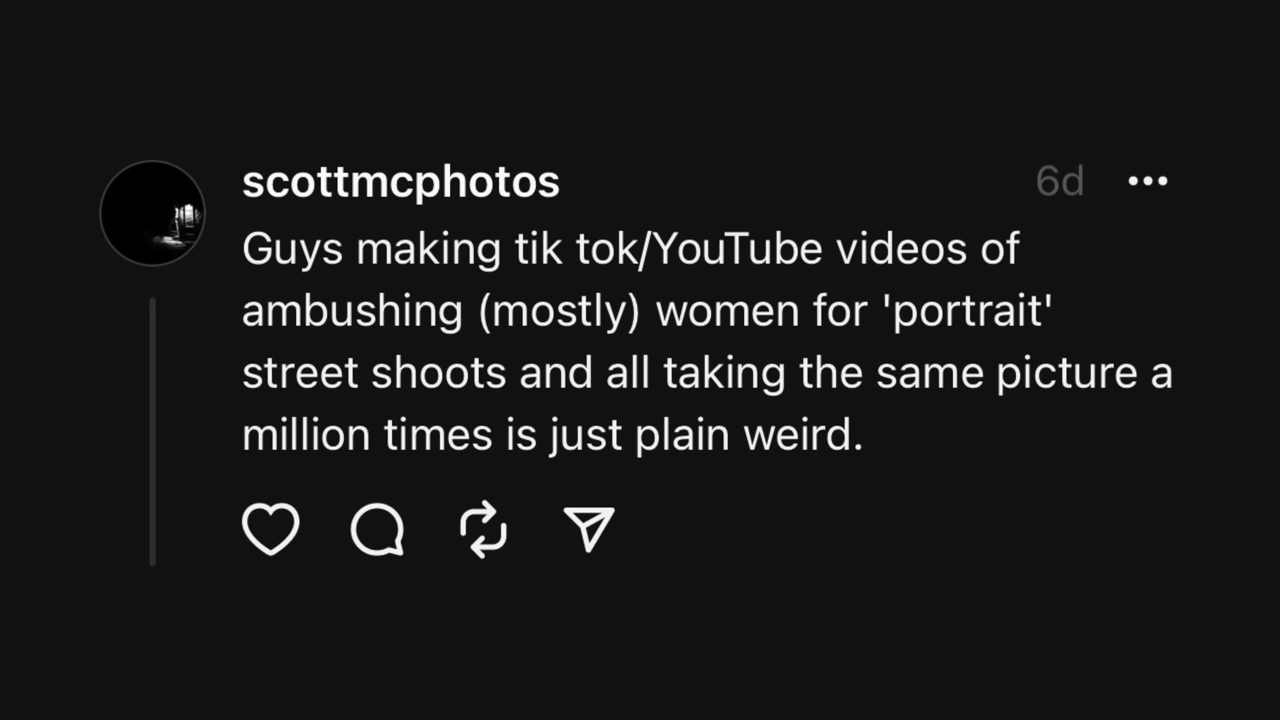 scottmcphotos 6d
Guys making tik tok/YouTube videos of
ambushing (mostly) women for 'portrait'
street shoots and all taking the same picture a
million times is just plain weird.